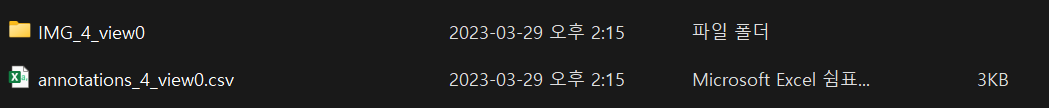 IMG_4_view0 2023-03-29 오후 2:15 파일 폴더
annotations_4_view0.csv 2023-03-29 오후 2:15 Microsoft Excel 쉼표... 3KB